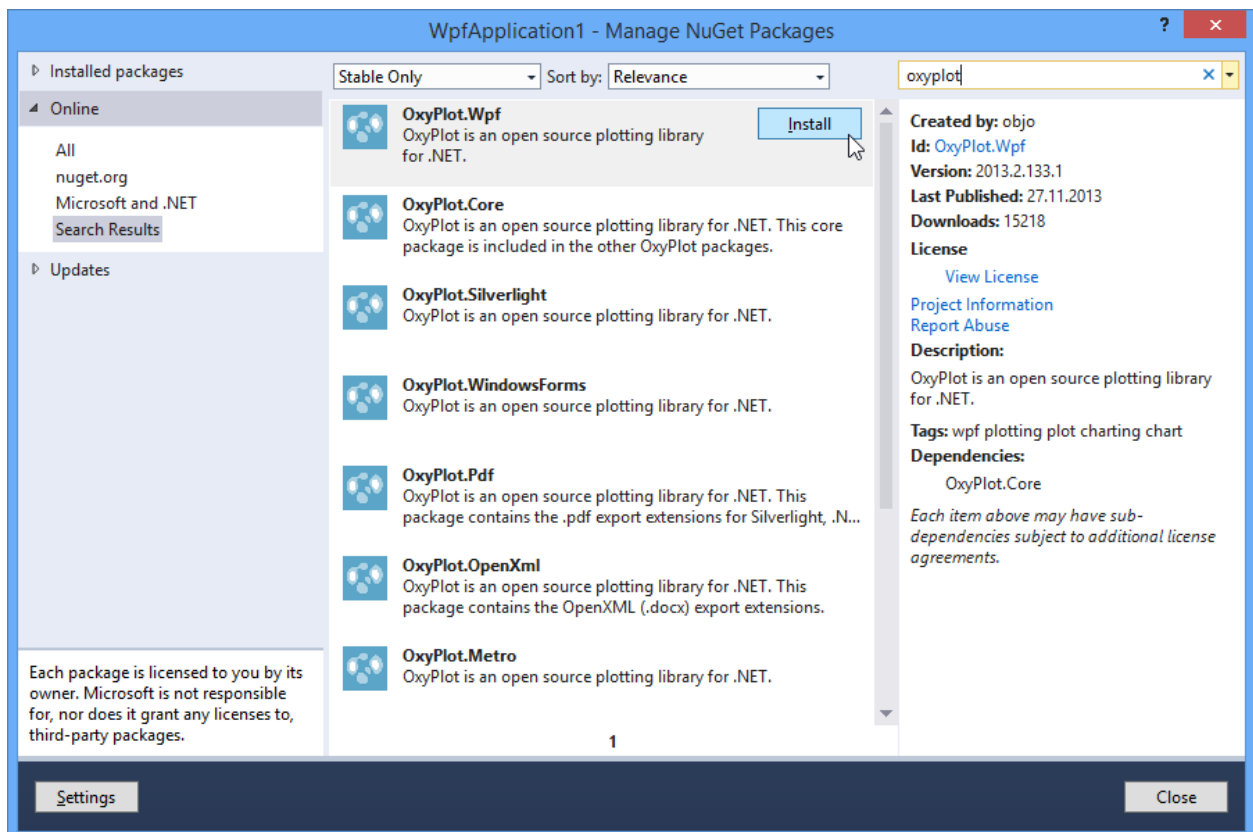 WpfApplication1 - Manage NuGet Packages
?
Installed packages
Online
All
nuget.org
Microsoft and .NET
Search Results
Updates
Each package is licensed to you by its
owner. Microsoft is not responsible
for, nor does it grant any licenses to,
third-party packages.
Stable Only
Sort by: Relevance
OxyPlot.Wpf
OxyPlot is an open source plotting library
for .NET.
Install
OxyPlot.Core
OxyPlot is an open source plotting library for .NET. This core
package is included in the other OxyPlot packages.
OxyPlot.Silverlight
OxyPlot is an open source plotting library for .NET.
OxyPlot.WindowsForms
OxyPlot is an open source plotting library for .NET.
OxyPlot.Pdf
OxyPlot is an open source plotting library for .NET. This
package contains the .pdf export extensions for Silverlight, .N...
OxyPlot.OpenXml
OxyPlot is an open source plotting library for .NET. This
package contains the OpenXML (.docx) export extensions.
OxyPlot.Metro
OxyPlot is an open source plotting library for .NET.
1
oxyplot
Created by: objo
Id: OxyPlot.Wpf
Version: 2013.2.133.1
Last Published: 27.11.2013
Downloads: 15218
License
View License
Project Information
Report Abuse
Description:
OxyPlot is an open source plotting library
for .NET.
Tags: wpf plotting plot charting chart
Dependencies:
OxyPlot.Core
Each item above may have sub-
dependencies subject to additional license
agreements.
Settings
Close